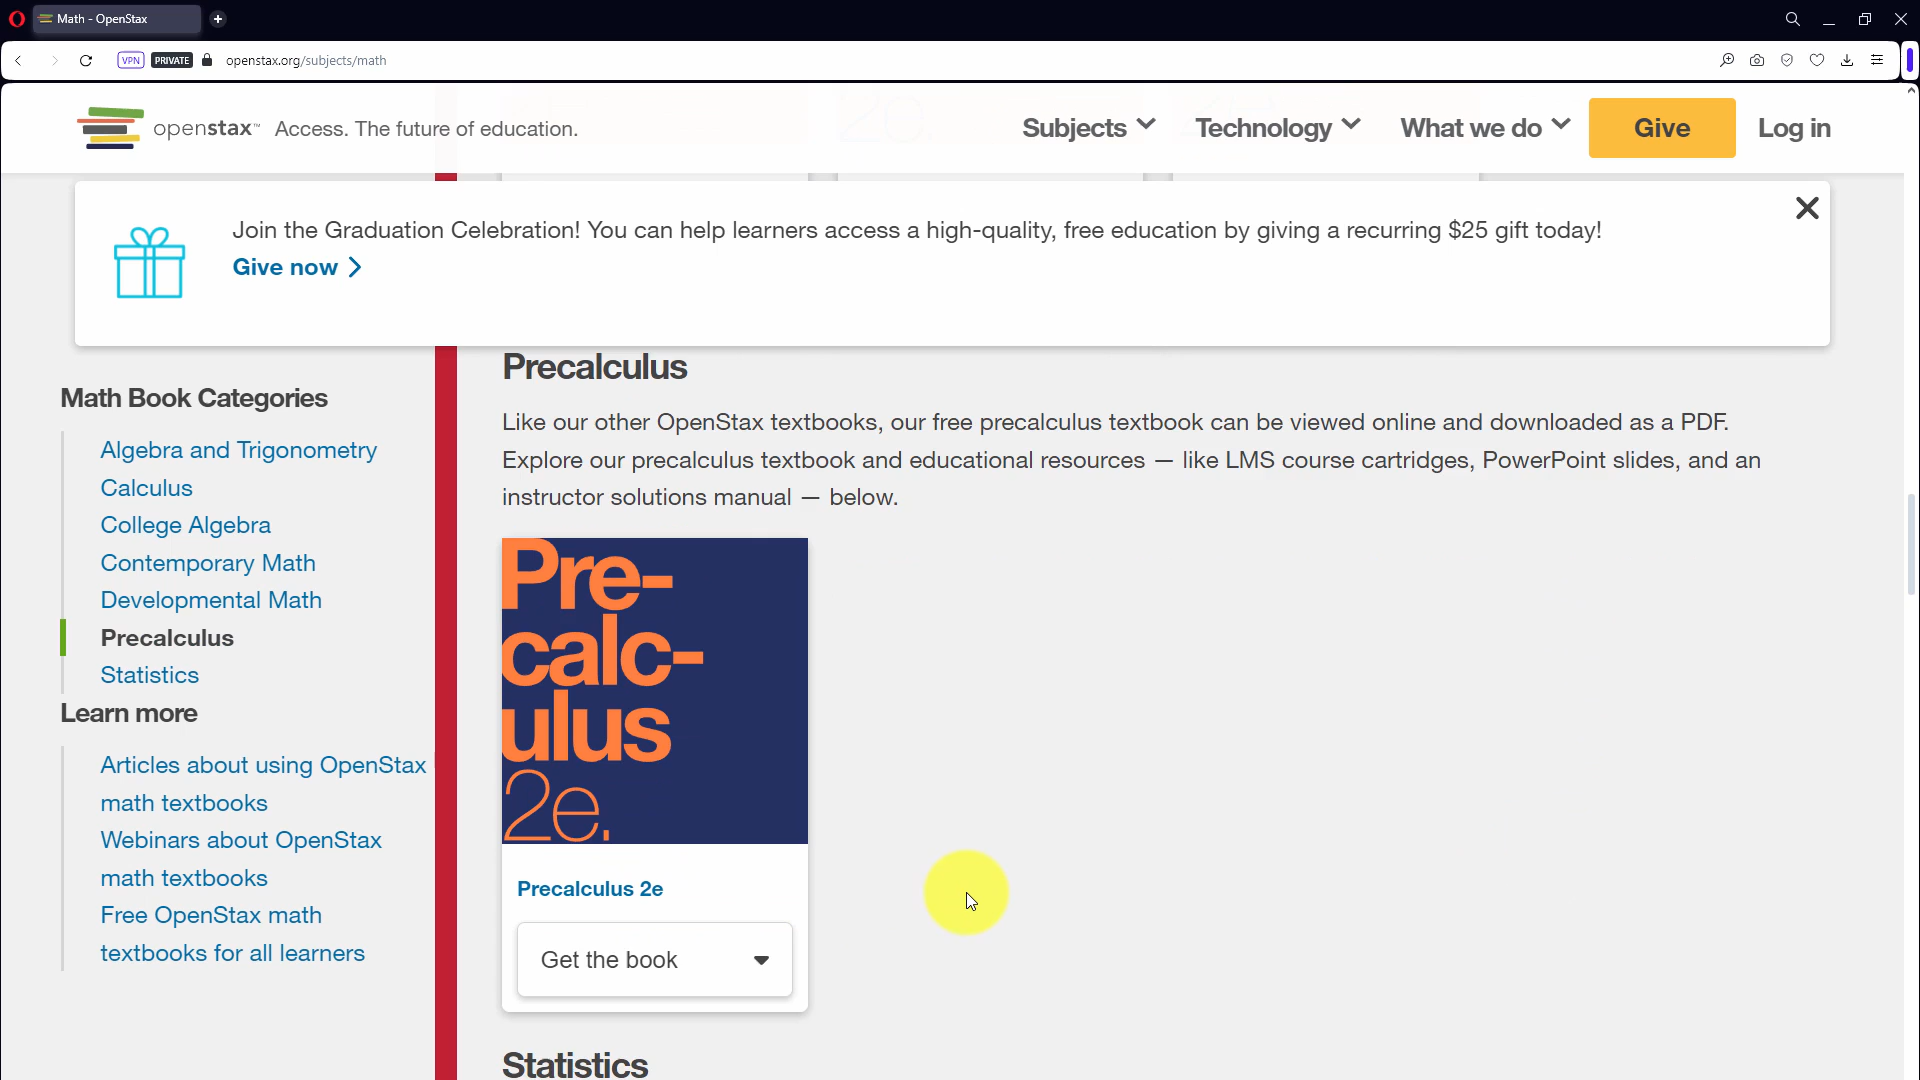 Math - OpenStax
VPN PRIVATE openstax.org/subjects/math
openstax™ Access. The future of education.
Subjects Technology What we do Give Log in
Join the Graduation Celebration! You can help learners access a high-quality, free education by giving a recurring $25 gift today!
Give now
Math Book Categories
Algebra and Trigonometry
Calculus
College Algebra
Contemporary Math
Developmental Math
Precalculus
Statistics
Learn more
Articles about using OpenStax
math textbooks
Webinars about OpenStax
math textbooks
Free OpenStax math
textbooks for all learners
Precalculus
Like our other OpenStax textbooks, our free precalculus textbook can be viewed online and downloaded as a PDF.
Explore our precalculus textbook and educational resources — like LMS course cartridges, PowerPoint slides, and an
instructor solutions manual — below.
Pre-
calc-
ulus
2e.
Precalculus 2e
Get the book
Statistics